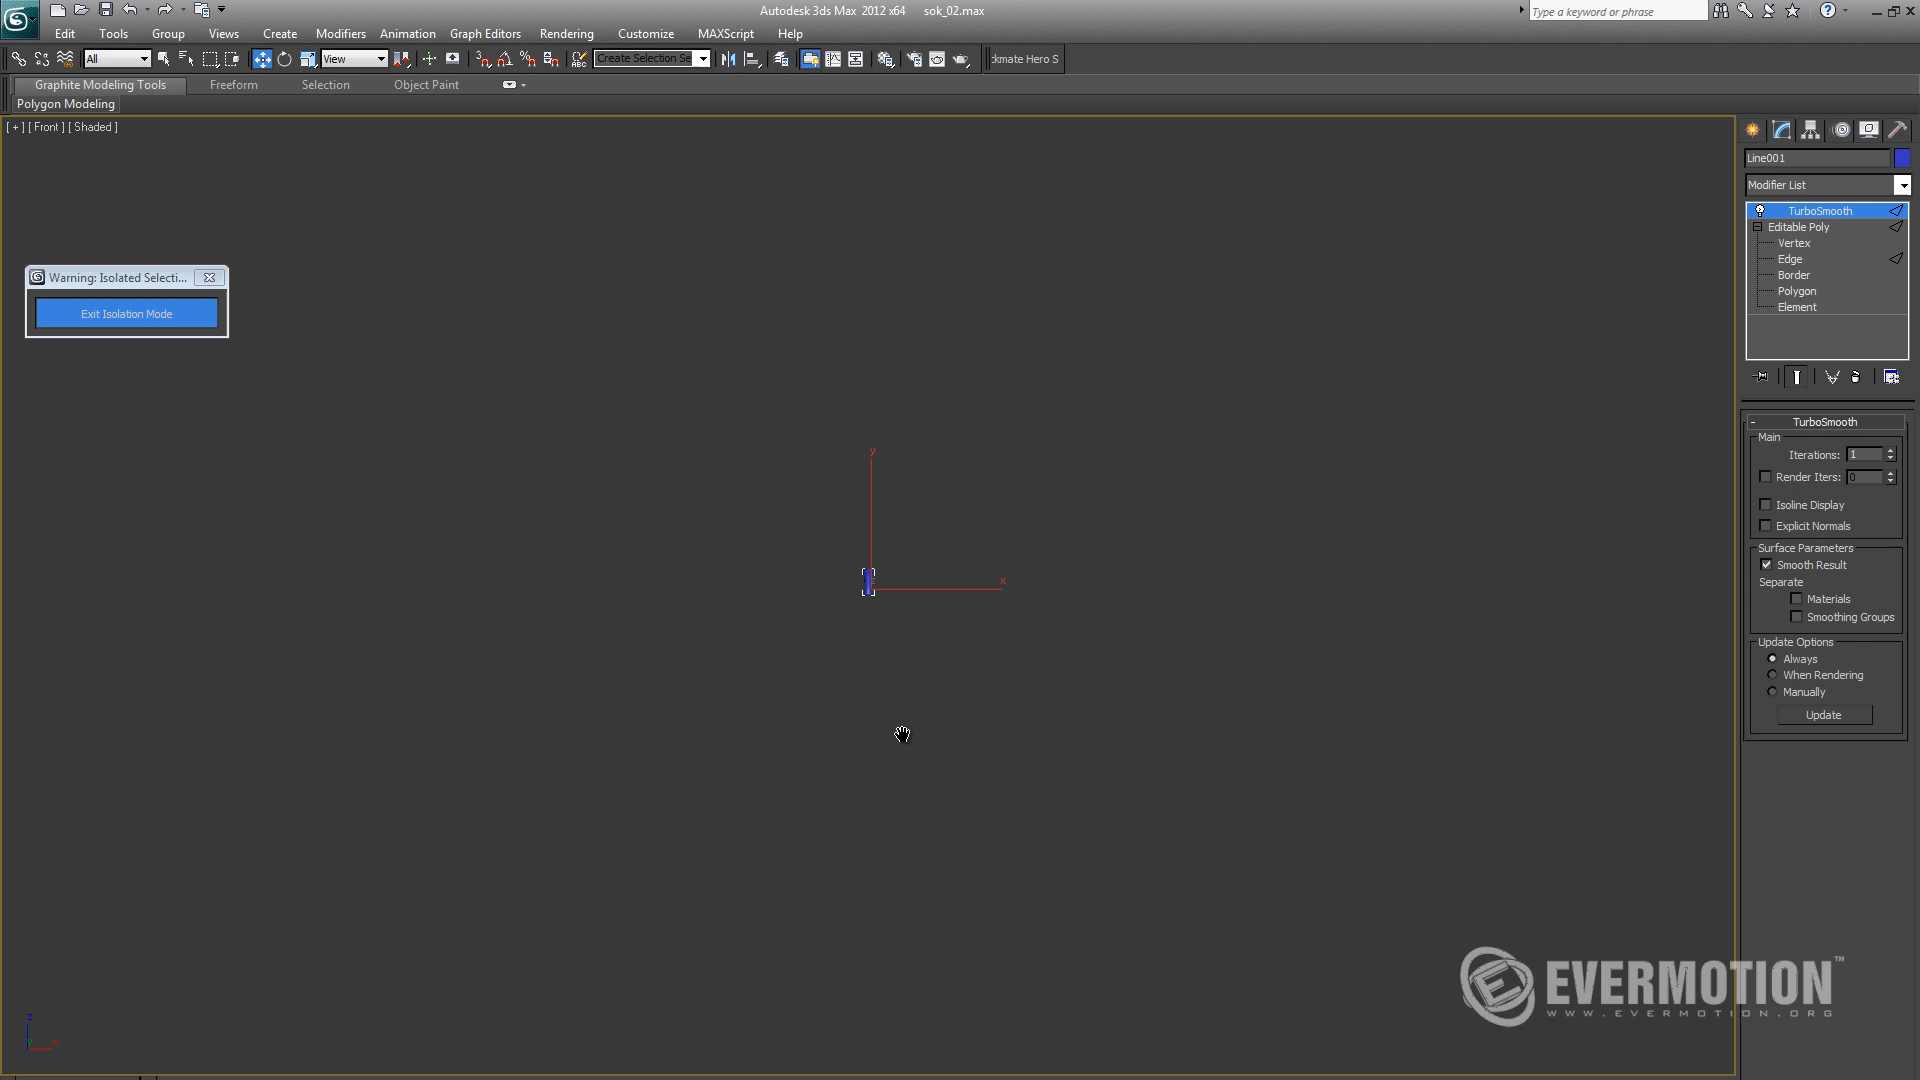 Autodesk 3ds Max 2012 x64 sok_02.max
Type a keyword or phrase
Edit Tools Group Views Create Modifiers Animation Graph Editors Rendering Customize MAXScript Help
All View Create Selection Se kmate Hero S
Graphite Modeling Tools Freeform Selection Object Paint
Polygon Modeling
[ + ] [ Front ] [ Shaded ]
Line001
Modifier List
TurboSmooth
Editable Poly
Vertex
Edge
Border
Polygon
Element
Warning: Isolated Selecti...
Exit Isolation Mode
TurboSmooth
Main
Iterations: 1
Render Iters: 0
Isoline Display
Explicit Normals
Surface Parameters
Smooth Result
Separate
Materials
Smoothing Groups
Update Options
Always
When Rendering
Manually
Update
y
x
z
y
EVERMOTION™
WWW.EVERMOTION.ORG